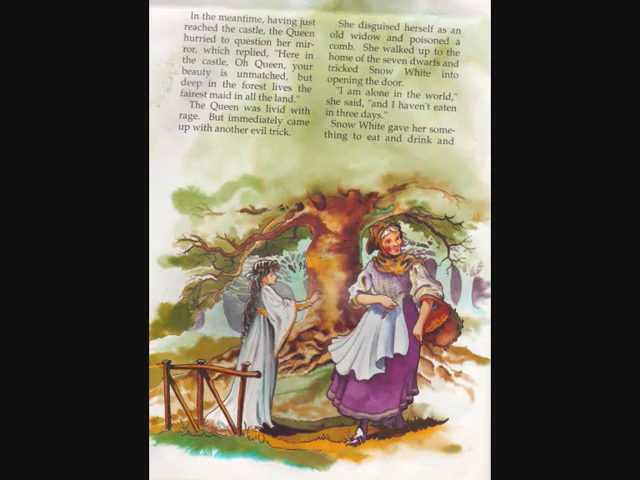 In the meantime, having just
reached the castle, the Queen
hurried to question her mir-
ror, which replied, "Here in
the castle, Oh Queen, your
beauty is unmatched, but
deep in the forest lives the
fairest maid in all the land."
The Queen was livid with
rage. But immediately came
up with another evil trick.
She disguised herself as an
old widow and poisoned a
comb. She walked up to the
home of the seven dwarfs and
tricked Snow White into
opening the door.
"I am alone in the world,"
she said, "and I haven't eaten
in three days."
Snow White gave her some-
thing to eat and drink and